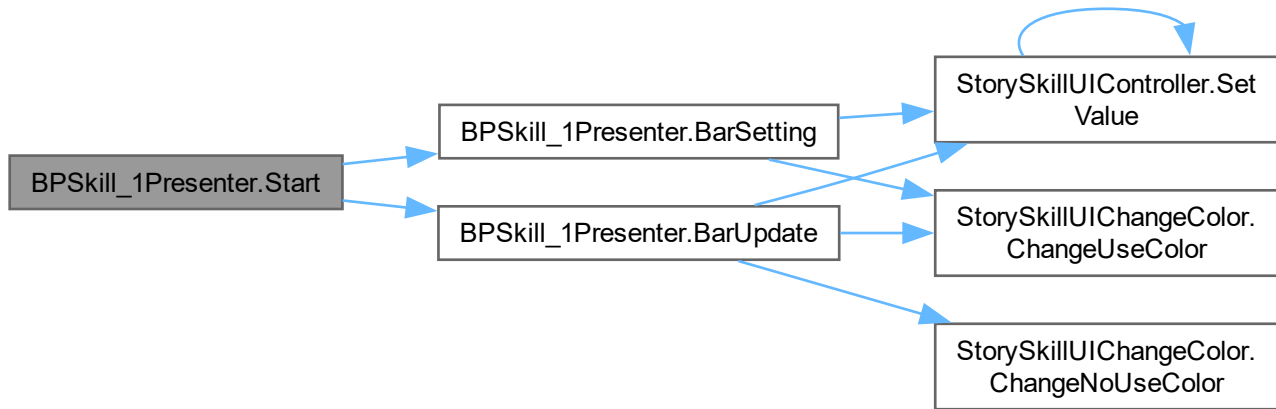 BPSkill_1Presenter.Start
BPSkill_1Presenter.BarSetting
BPSkill_1Presenter.BarUpdate
StorySkillUIController.Set
Value
StorySkillUIChangeColor.
ChangeUseColor
StorySkillUIChangeColor.
ChangeNoUseColor